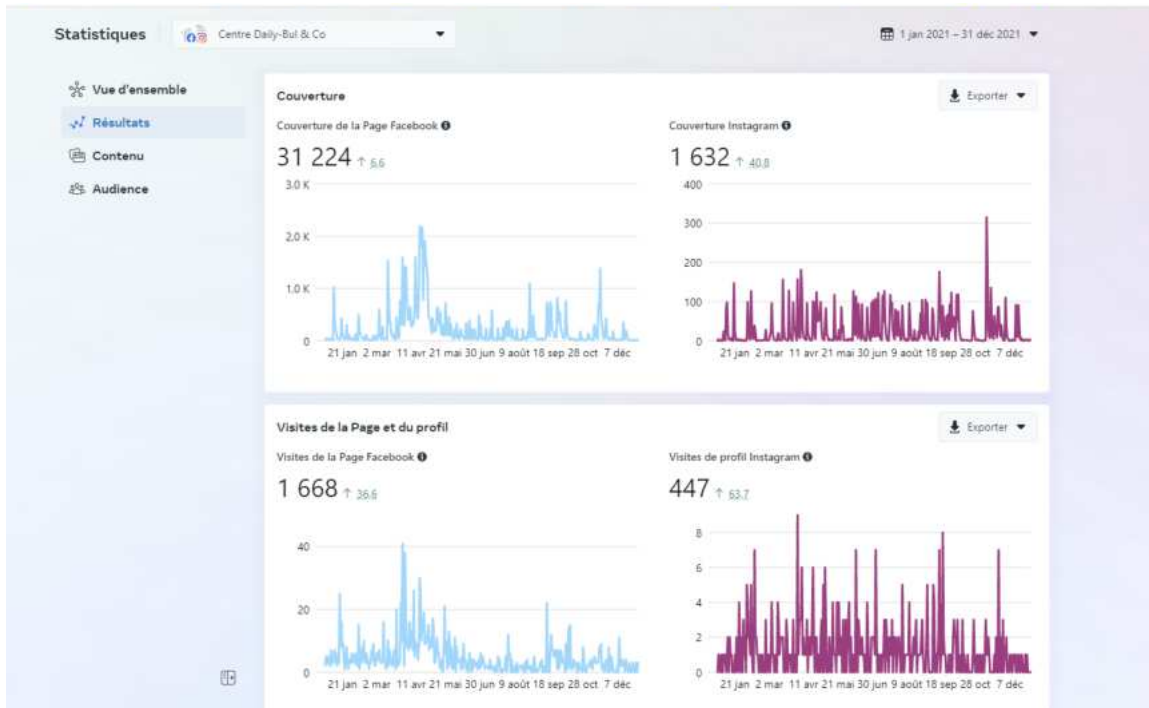 Statistiques
Centre Daily-Bul & Co
1 jan 2021 – 31 déc 2021
Vue d'ensemble
Résultats
Contenu
Audience
Couverture
Exporter
Couverture de la Page Facebook
31 224 ↑ 6,6
3.0 K
2.0 K
1.0 K
0
21 jan 2 mar 11 avr 21 mai 30 jun 9 août 18 sep 28 oct 7 déc
Couverture Instagram
1 632 ↑ 40,8
400
300
200
100
0
21 jan 2 mar 11 avr 21 mai 30 jun 9 août 18 sep 28 oct 7 déc
Visites de la Page et du profil
Exporter
Visites de la Page Facebook
1 668 ↑ 36,6
40
20
0
21 jan 2 mar 11 avr 21 mai 30 jun 9 août 18 sep 28 oct 7 déc
Visites de profil Instagram
447 ↑ 63,7
8
6
4
2
0
21 jan 2 mar 11 avr 21 mai 30 jun 9 août 18 sep 28 oct 7 déc